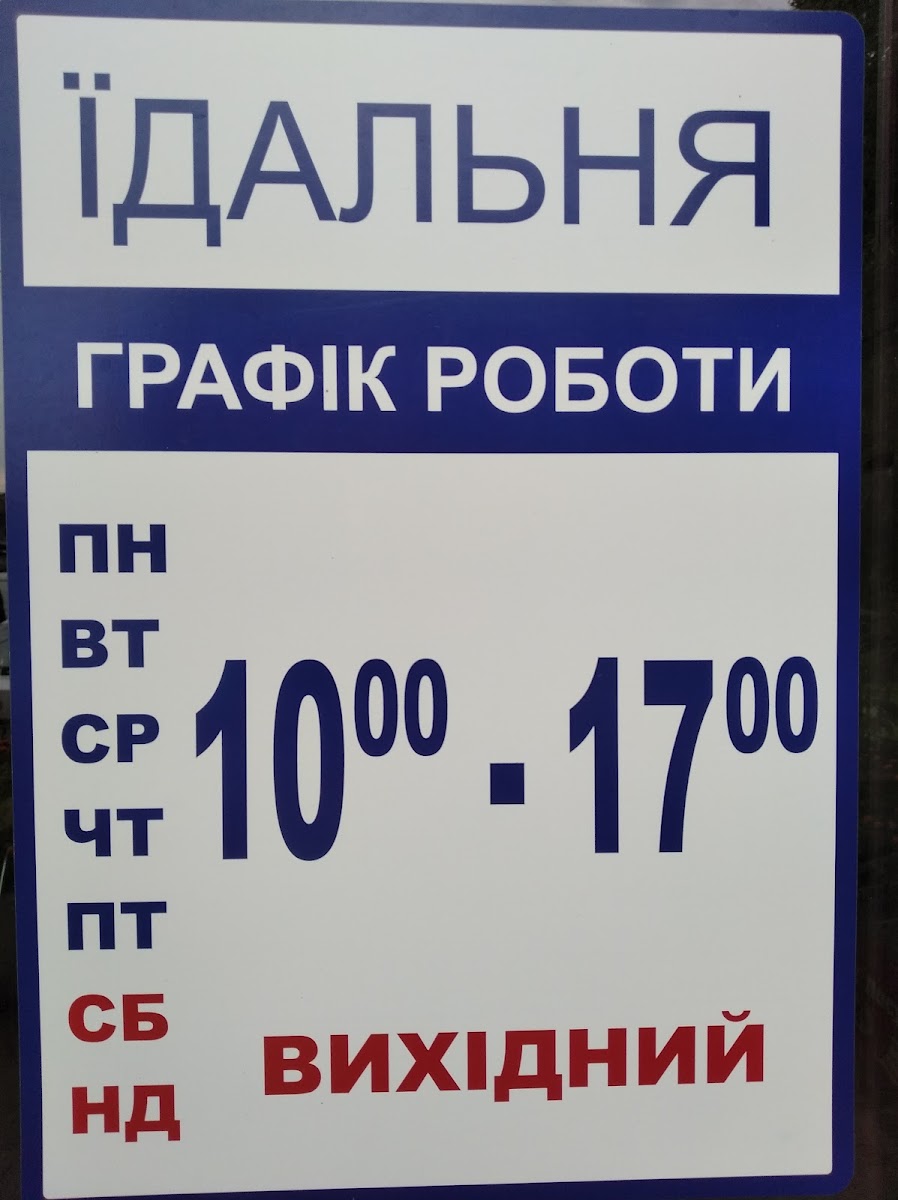 ЇДАЛЬНЯ
ГРАФІК РОБОТИ
ПН
ВТ
СР
ЧТ
ПТ
10⁰⁰ - 17⁰⁰
СБ
НД
ВИХІДНИЙ